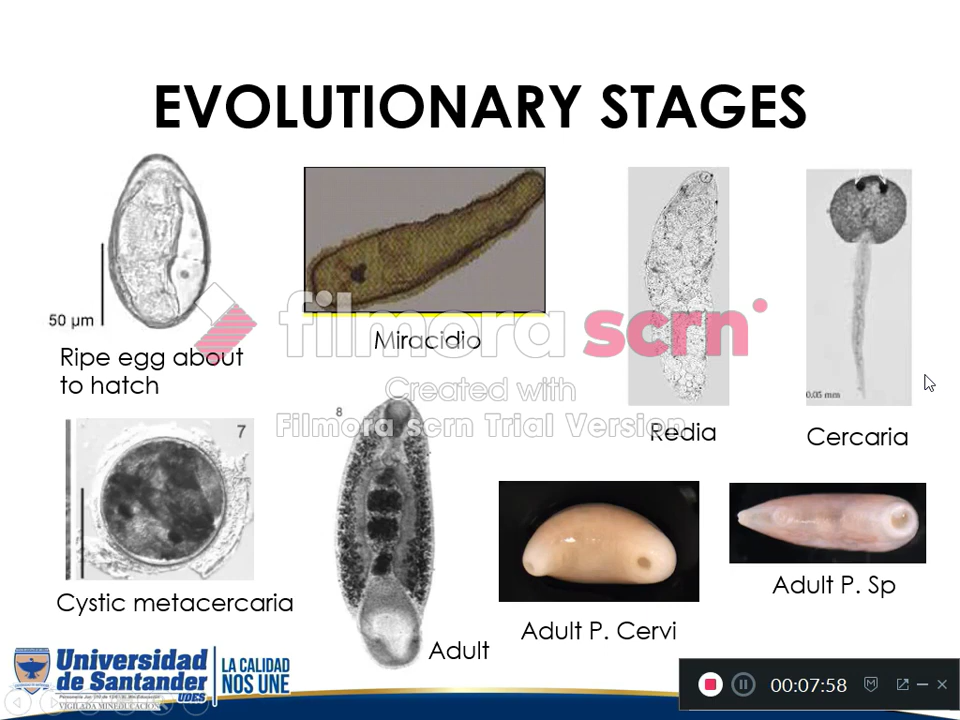 EVOLUTIONARY STAGES
50 µm
Ripe egg about
to hatch
Miracidio
filmora scrn
Created with
Filmora scrn Trial Version
Redia
0.05 mm
Cercaria
7
Cystic metacercaria
8
Adult
Adult P. Cervi
Adult P. Sp
Universidad
de Santander
UDES
LA CALIDAD
NOS UNE
VIGILADA MINEDUCACIÓN
00:07:58